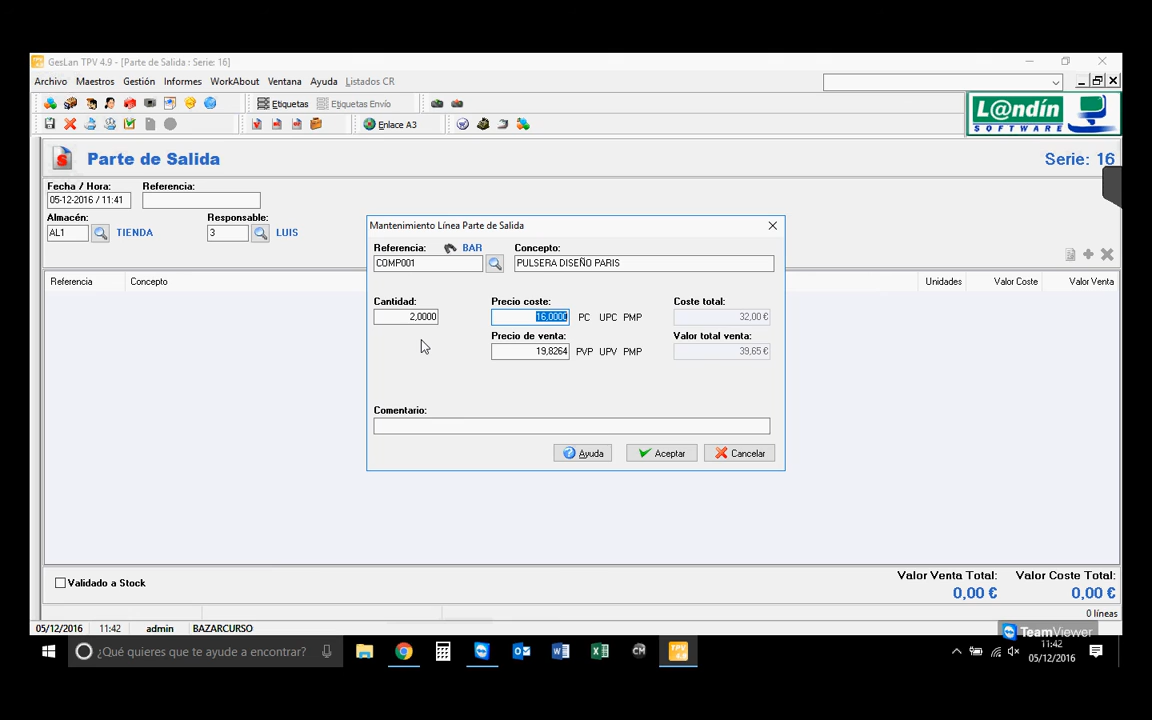 GesLan TPV 4.9 - [Parte de Salida : Serie: 16]
Archivo Maestros Gestión Informes WorkAbout Ventana Ayuda Listados CR
Etiquetas Etiquetas Envío
Enlace A3
L@ndín
SOFTWARE
Parte de Salida
Serie: 16
Fecha / Hora: Referencia:
05-12-2016 / 11:41
Almacén: Responsable:
AL1 TIENDA 3 LUIS
Mantenimiento Línea Parte de Salida
Referencia: BAR Concepto:
COMP001 PULSERA DISEÑO PARIS
Referencia Concepto Unidades Valor Coste Valor Venta
Cantidad: Precio coste: Coste total:
2,0000 16,0000 PC UPC PMP 32,00 €
Precio de venta: Valor total venta:
19,8264 PVP UPV PMP 39,65 €
Comentario:
Ayuda Aceptar Cancelar
Validado a Stock
Valor Venta Total: Valor Coste Total:
0,00 € 0,00 €
0 líneas
05/12/2016 11:42 admin BAZARCURSO
TeamViewer
¿Qué quieres que te ayude a encontrar?
TPV
4.9
11:42
05/12/2016